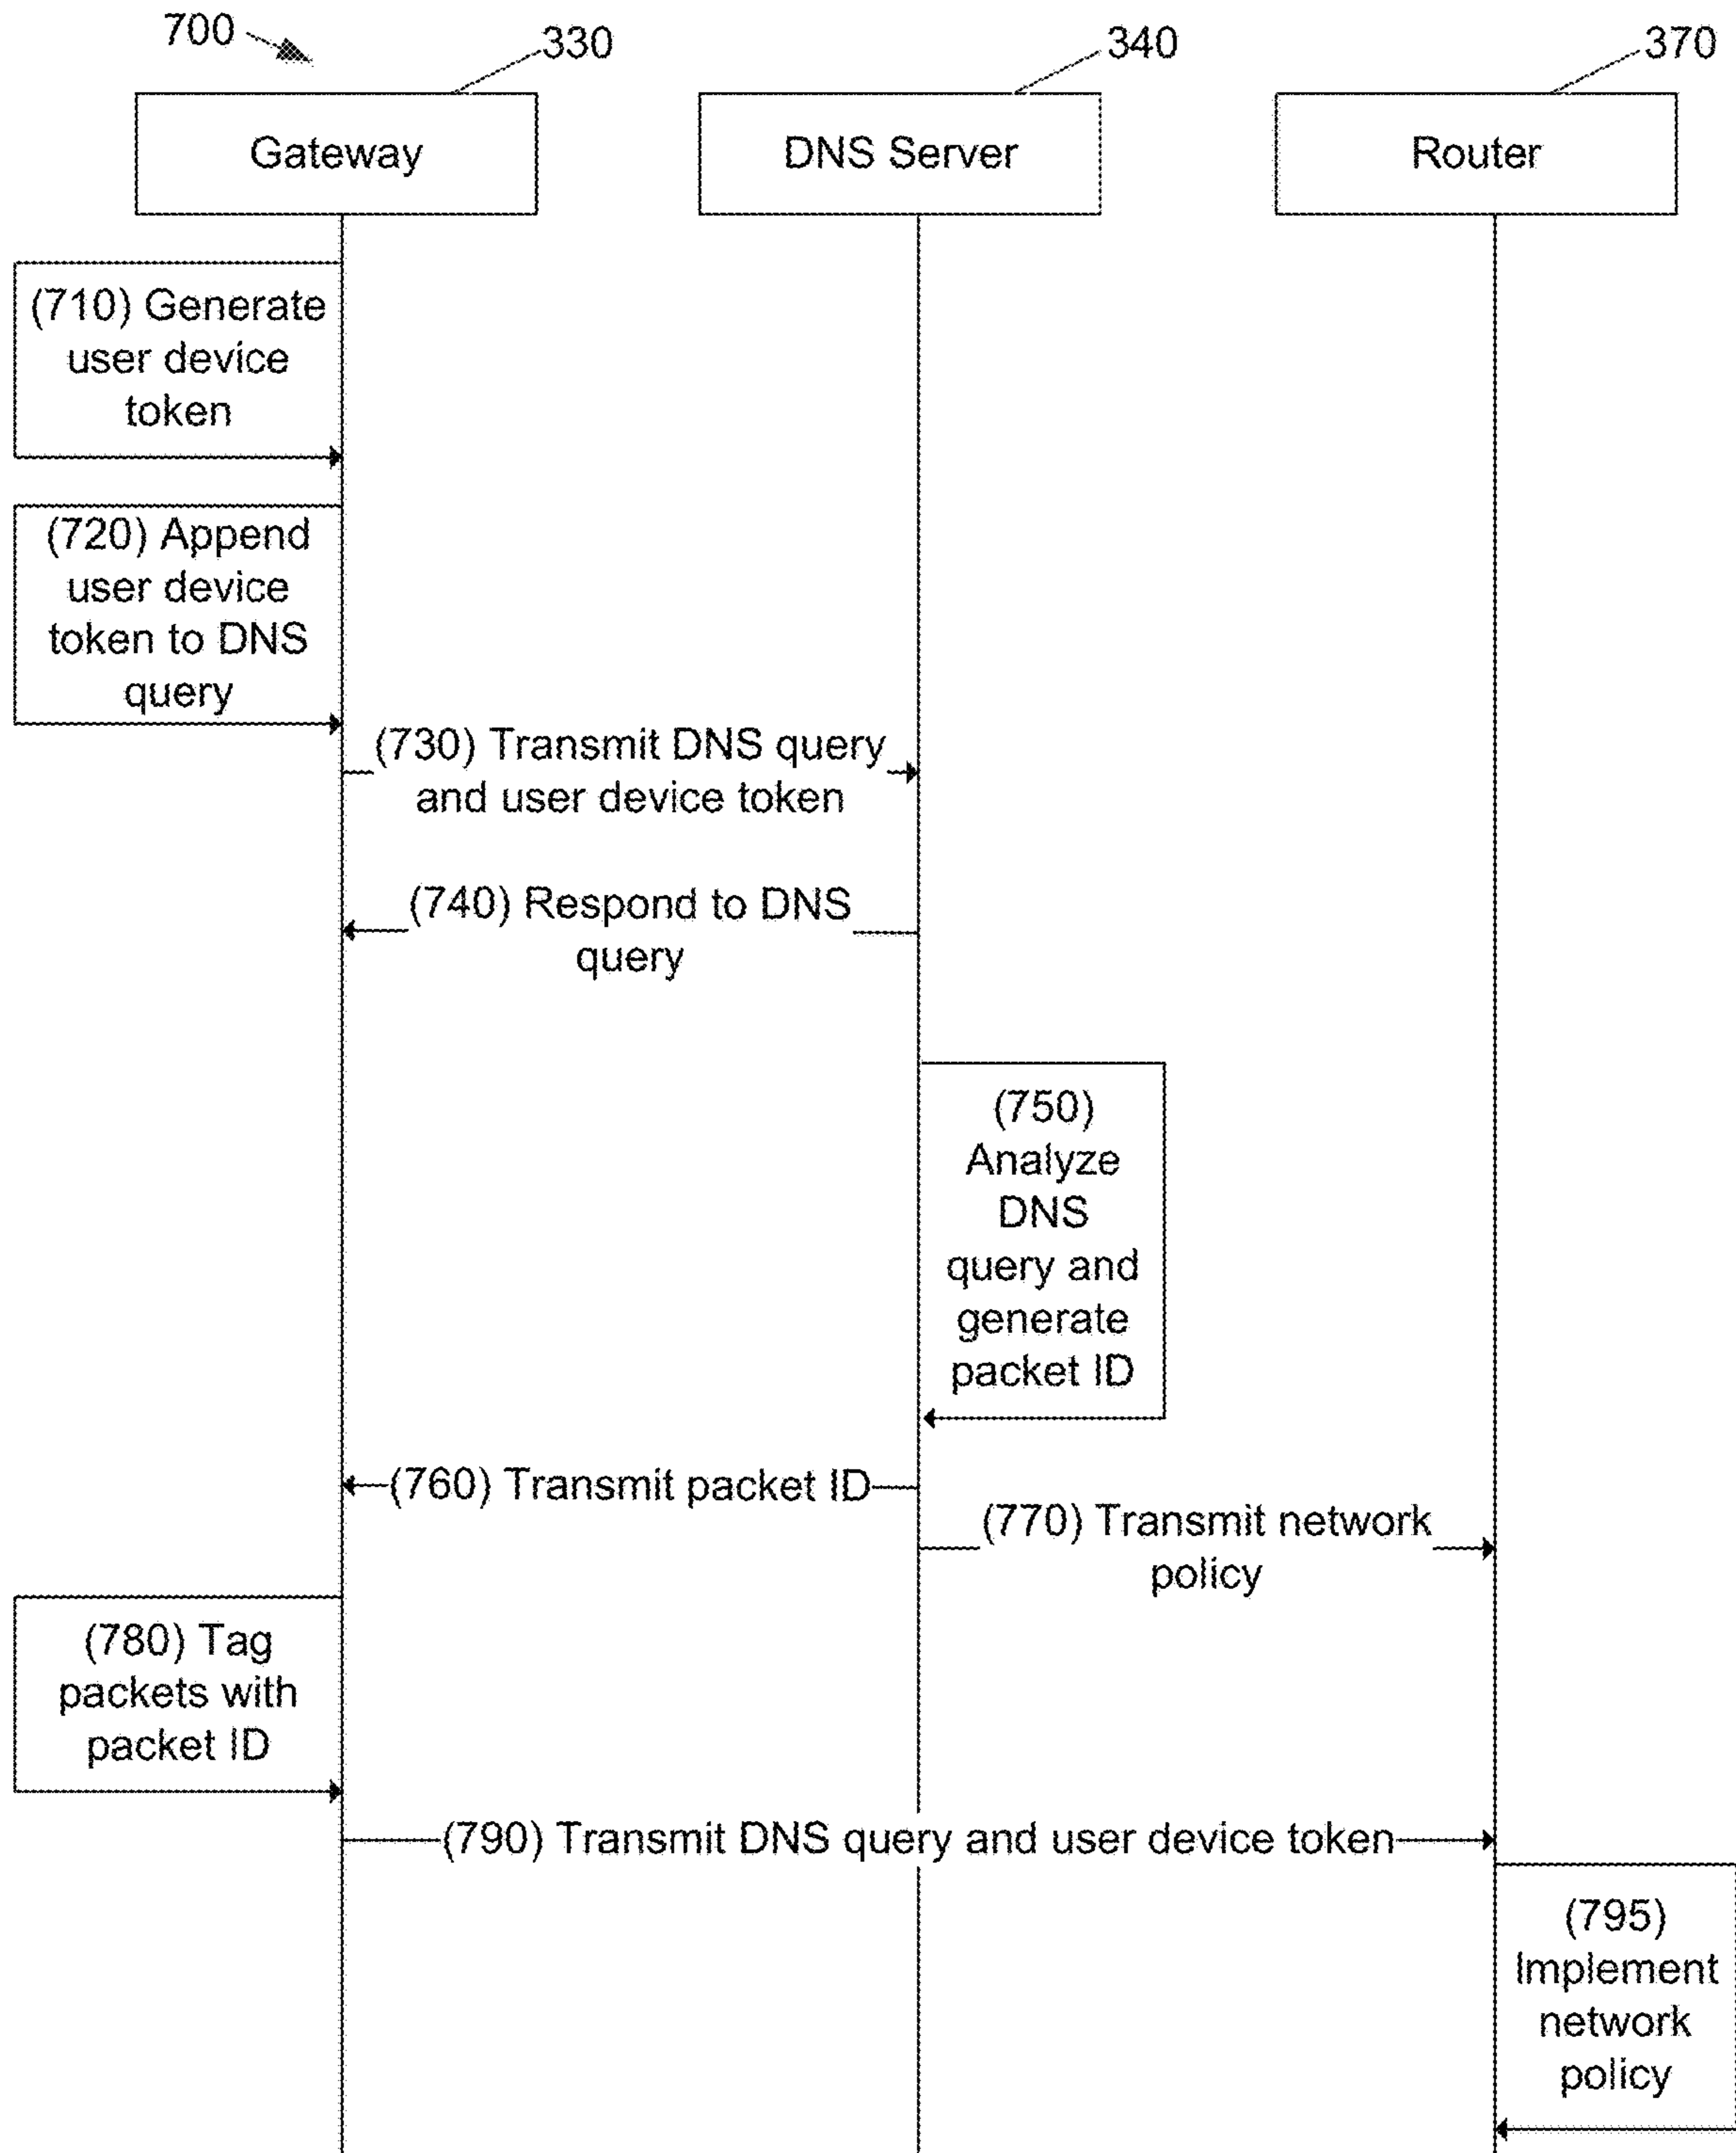 700
330
340
370
Gateway
DNS Server
Router
(710) Generate
user device
token
(720) Append
user device
token to DNS
query
(730) Transmit DNS query
and user device token
(740) Respond to DNS
query
(750)
Analyze
DNS
query and
generate
packet ID
(760) Transmit packet ID
(770) Transmit network
policy
(780) Tag
packets with
packet ID
(790) Transmit DNS query and user device token
(795)
Implement
network
policy